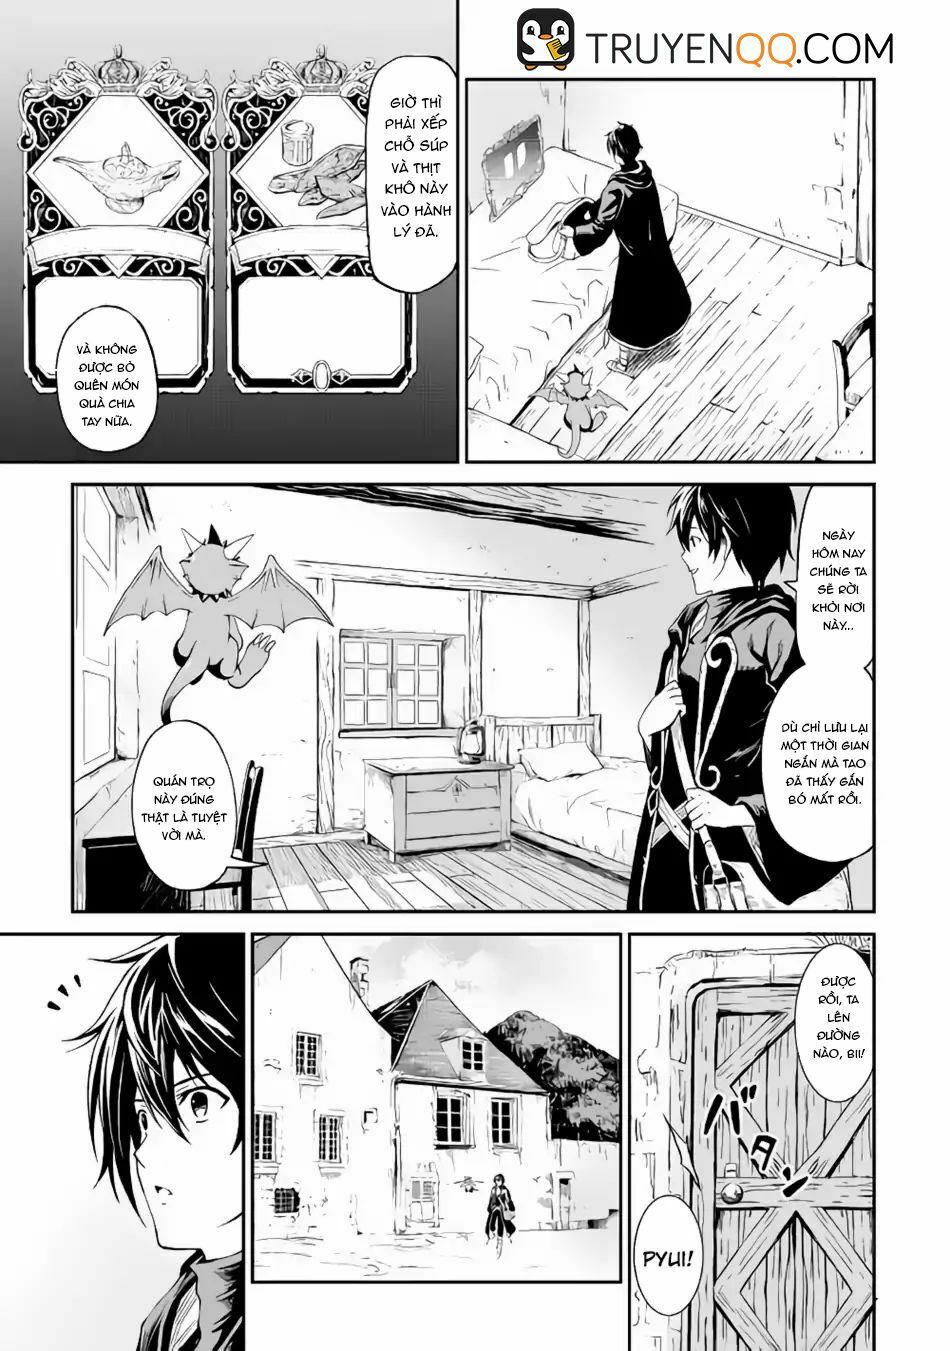 TRUYENQQ.COM
GIỜ THÌ
PHẢI XẾP
CHỖ SÚP
VÀ THỊT
KHÔ NÀY
VÀO HÀNH
LÝ ĐÃ.
VÀ KHÔNG
ĐƯỢC BỎ
QUÊN MÓN
QUÀ CHIA
TAY NỮA.
NGÀY
HÔM NAY
CHÚNG TA
SẼ RỜI
KHỎI NƠI
NÀY...
DÙ CHỈ LƯU LẠI
MỘT THỜI GIAN
NGẮN MÀ TAO
ĐÃ THẤY GẮN
BÓ MẤT RỒI.
QUÁN TRỌ
NÀY ĐÚNG
THẬT LÀ TUYỆT
VỜI MÀ.
ĐƯỢC
RỒI, TA
LÊN
ĐƯỜNG
NÀO, BII!
バタン
PYUI!